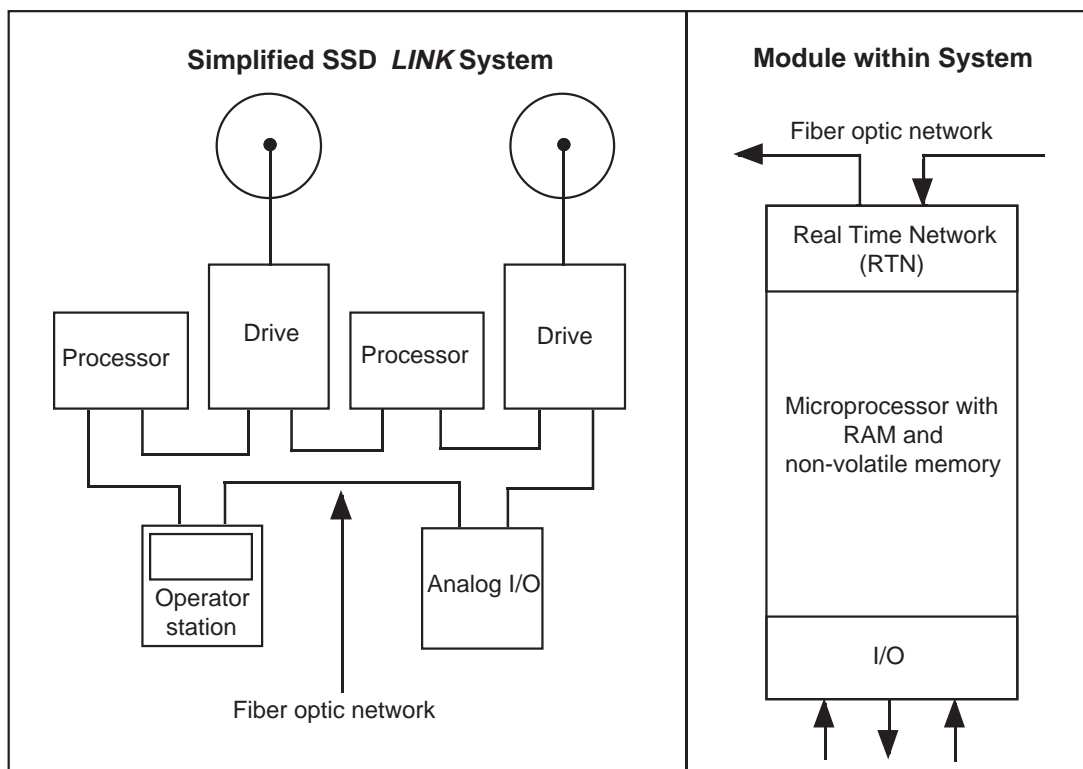 Simplified SSD LINK System
Processor
Drive
Processor
Drive
Operator
station
Analog I/O
Fiber optic network
Module within System
Fiber optic network
Real Time Network
(RTN)
Microprocessor with
RAM and
non-volatile memory
I/O